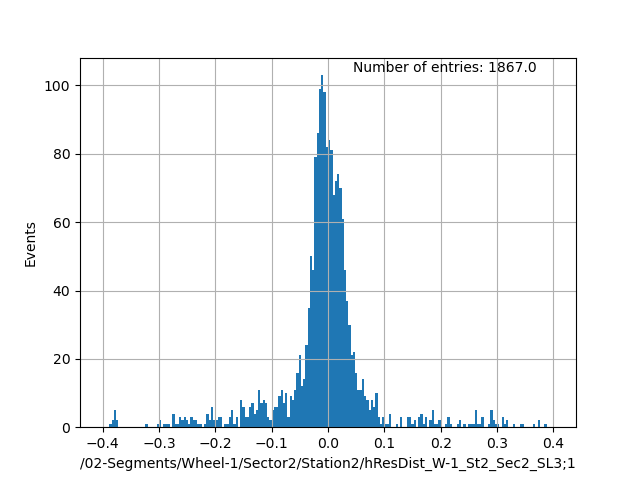 Number of entries: 1867.0
100
80
60
40
20
0
Events
−0.4 −0.3 −0.2 −0.1 0.0 0.1 0.2 0.3 0.4
/02-Segments/Wheel-1/Sector2/Station2/hResDist_W-1_St2_Sec2_SL3;1